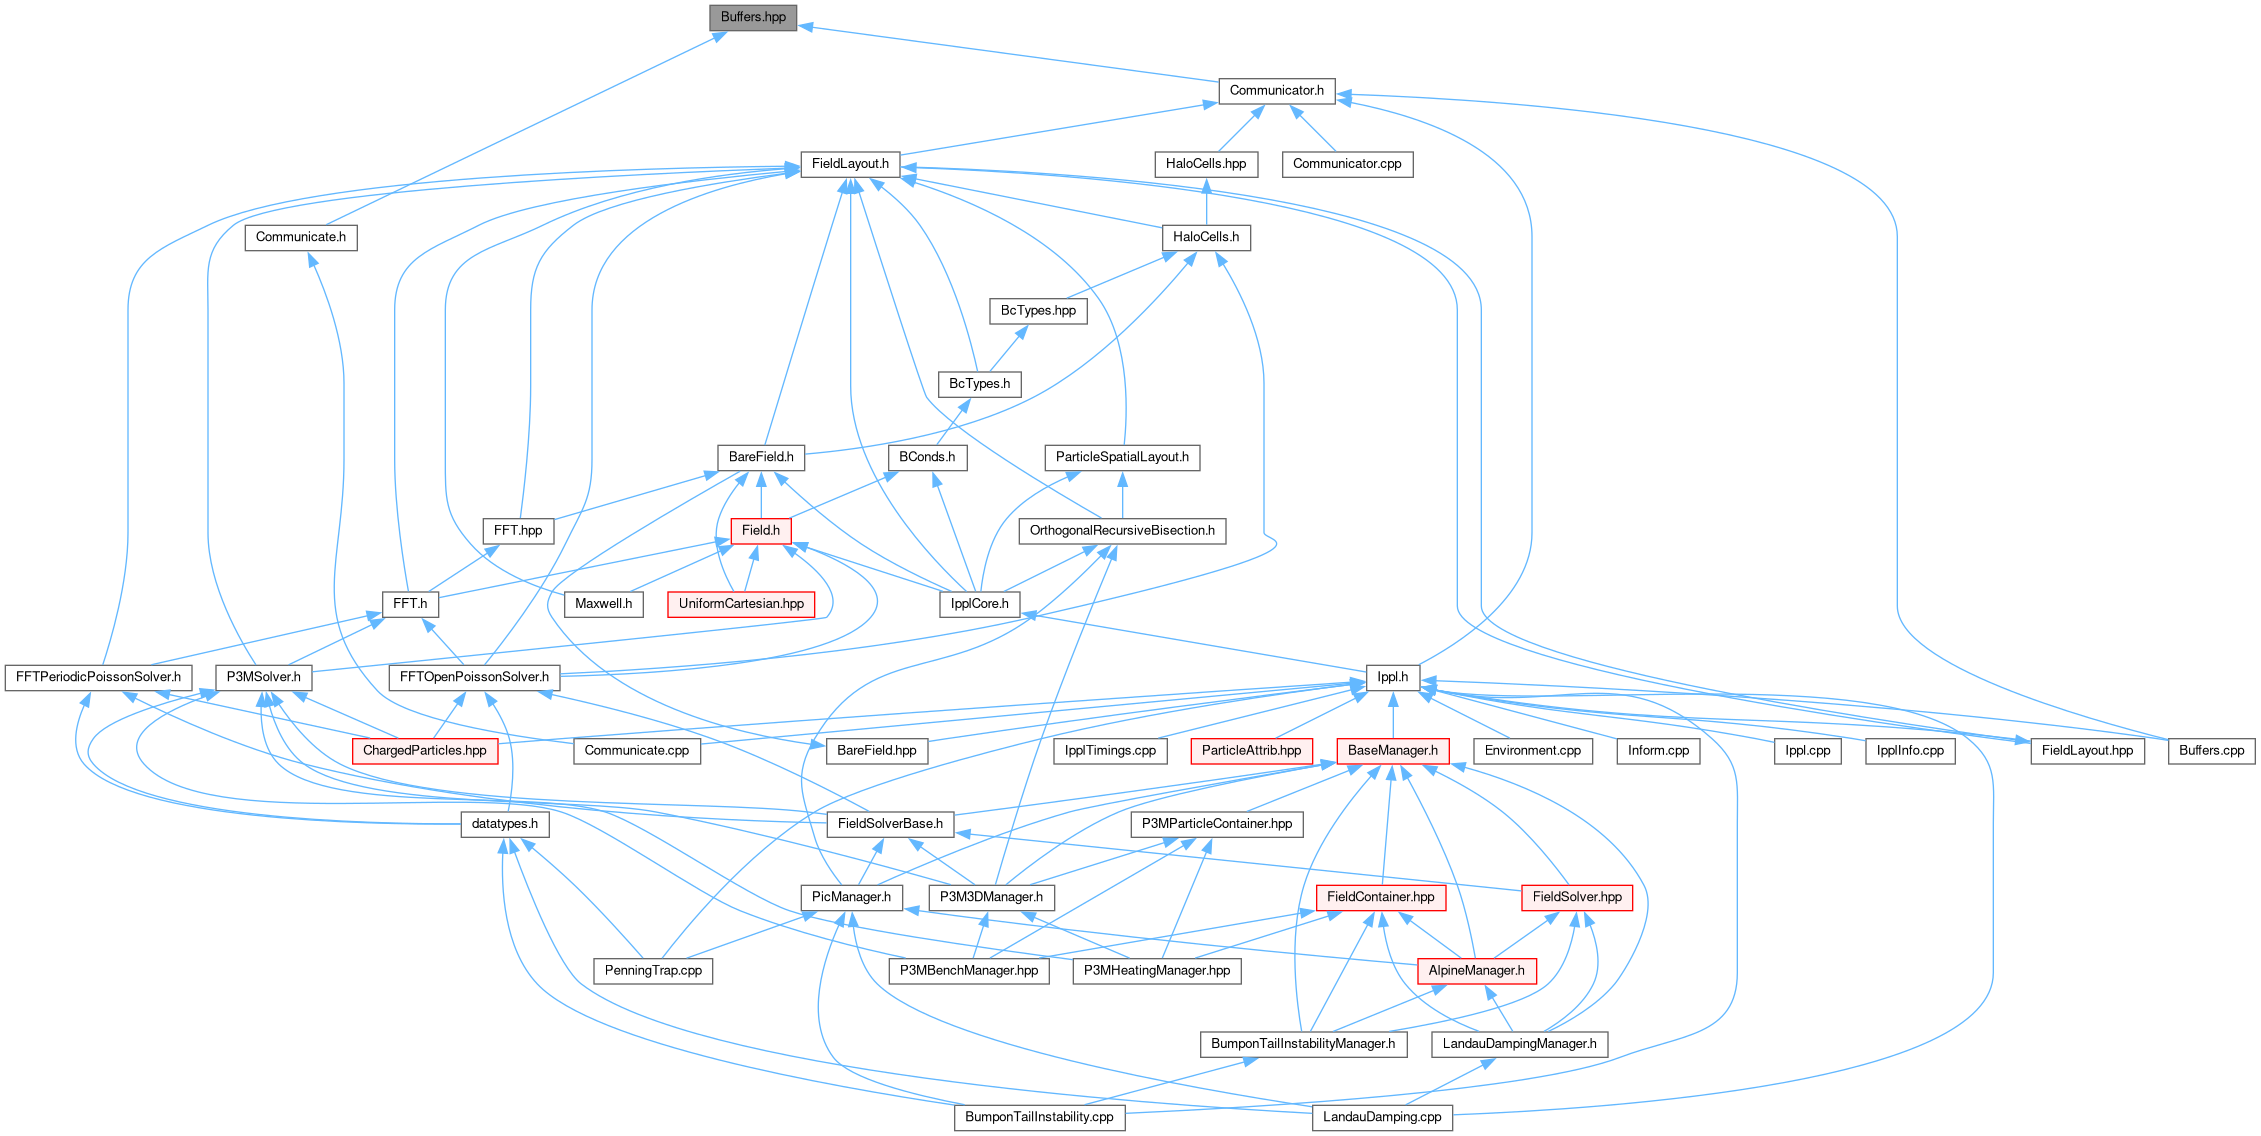 Buffers.hpp
Communicator.h
FieldLayout.h
HaloCells.hpp
Communicator.cpp
Communicate.h
HaloCells.h
BcTypes.hpp
BcTypes.h
BareField.h
BConds.h
ParticleSpatialLayout.h
FFT.hpp
Field.h
OrthogonalRecursiveBisection.h
FFT.h
Maxwell.h
UniformCartesian.hpp
IpplCore.h
FFTPeriodicPoissonSolver.h
P3MSolver.h
FFTOpenPoissonSolver.h
Ippl.h
ChargedParticles.hpp
Communicate.cpp
BareField.hpp
IpplTimings.cpp
ParticleAttrib.hpp
BaseManager.h
Environment.cpp
Inform.cpp
Ippl.cpp
IpplInfo.cpp
FieldLayout.hpp
Buffers.cpp
datatypes.h
FieldSolverBase.h
P3MParticleContainer.hpp
PicManager.h
P3M3DManager.h
FieldContainer.hpp
FieldSolver.hpp
PenningTrap.cpp
P3MBenchManager.hpp
P3MHeatingManager.hpp
AlpineManager.h
BumponTailInstabilityManager.h
LandauDampingManager.h
BumponTailInstability.cpp
LandauDamping.cpp